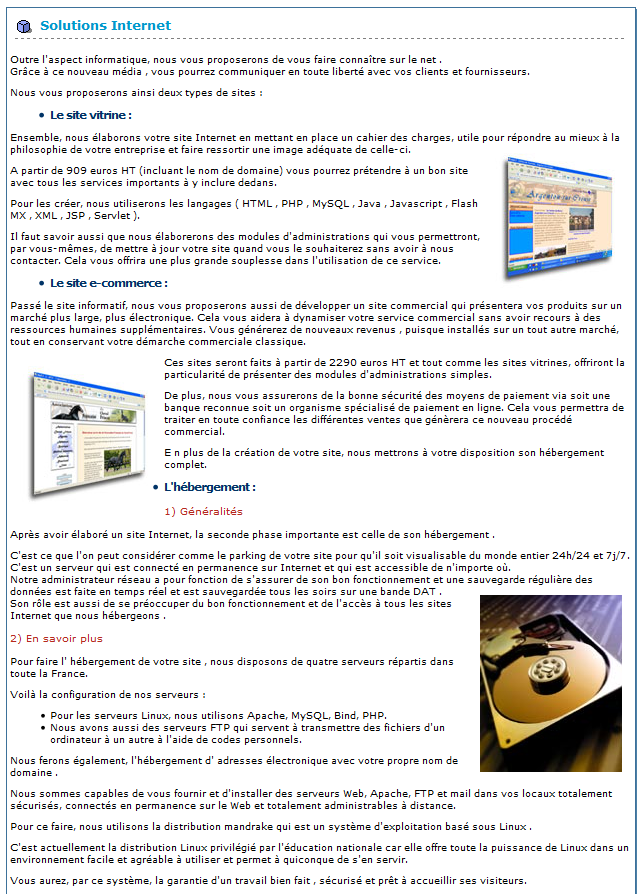 Solutions Internet
Outre l'aspect informatique, nous vous proposerons de vous faire connaître sur le net .
Grâce à ce nouveau média , vous pourrez communiquer en toute liberté avec vos clients et fournisseurs.
Nous vous proposerons ainsi deux types de sites :
• Le site vitrine :
Ensemble, nous élaborons votre site Internet en mettant en place un cahier des charges, utile pour répondre au mieux à la
philosophie de votre entreprise et faire ressortir une image adéquate de celle-ci.
A partir de 909 euros HT (incluant le nom de domaine) vous pourrez prétendre à un bon site
avec tous les services importants à y inclure dedans.
Pour les créer, nous utiliserons les langages ( HTML , PHP , MySQL , Java , Javascript , Flash
MX , XML , JSP , Servlet ).
Il faut savoir aussi que nous élaborerons des modules d'administrations qui vous permettront,
par vous-mêmes, de mettre à jour votre site quand vous le souhaiterez sans avoir à nous
contacter. Cela vous offrira une plus grande souplesse dans l'utilisation de ce service.
• Le site e-commerce :
Passé le site informatif, nous vous proposerons aussi de développer un site commercial qui présentera vos produits sur un
marché plus large, plus électronique. Cela vous aidera à dynamiser votre service commercial sans avoir recours à des
ressources humaines supplémentaires. Vous générerez de nouveaux revenus , puisque installés sur un tout autre marché,
tout en conservant votre démarche commerciale classique.
Ces sites seront faits à partir de 2290 euros HT et tout comme les sites vitrines, offriront la
particularité de présenter des modules d'administrations simples.
De plus, nous vous assurerons de la bonne sécurité des moyens de paiement via soit une
banque reconnue soit un organisme spécialisé de paiement en ligne. Cela vous permettra de
traiter en toute confiance les différentes ventes que génèrera ce nouveau procédé
commercial.
E n plus de la création de votre site, nous mettrons à votre disposition son hébergement
complet.
• L'hébergement :
1) Généralités
Après avoir élaboré un site Internet, la seconde phase importante est celle de son hébergement .
C'est ce que l'on peut considérer comme le parking de votre site pour qu'il soit visualisable du monde entier 24h/24 et 7j/7.
C'est un serveur qui est connecté en permanence sur Internet et qui est accessible de n'importe où.
Notre administrateur réseau a pour fonction de s'assurer de son bon fonctionnement et une sauvegarde régulière des
données est faite en temps réel et est sauvegardée tous les soirs sur une bande DAT .
Son rôle est aussi de se préoccuper du bon fonctionnement et de l'accès à tous les sites
Internet que nous hébergeons .
2) En savoir plus
Pour faire l' hébergement de votre site , nous disposons de quatre serveurs répartis dans
toute la France.
Voilà la configuration de nos serveurs :
• Pour les serveurs Linux, nous utilisons Apache, MySQL, Bind, PHP.
• Nous avons aussi des serveurs FTP qui servent à transmettre des fichiers d'un
ordinateur à un autre à l'aide de codes personnels.
Nous ferons également, l'hébergement d' adresses électronique avec votre propre nom de
domaine .
Nous sommes capables de vous fournir et d'installer des serveurs Web, Apache, FTP et mail dans vos locaux totalement
sécurisés, connectés en permanence sur le Web et totalement administrables à distance.
Pour ce faire, nous utilisons la distribution mandrake qui est un système d'exploitation basé sous Linux .
C'est actuellement la distribution Linux privilégié par l'éducation nationale car elle offre toute la puissance de Linux dans un
environnement facile et agréable à utiliser et permet à quiconque de s'en servir.
Vous aurez, par ce système, la garantie d'un travail bien fait , sécurisé et prêt à accueillir ses visiteurs.